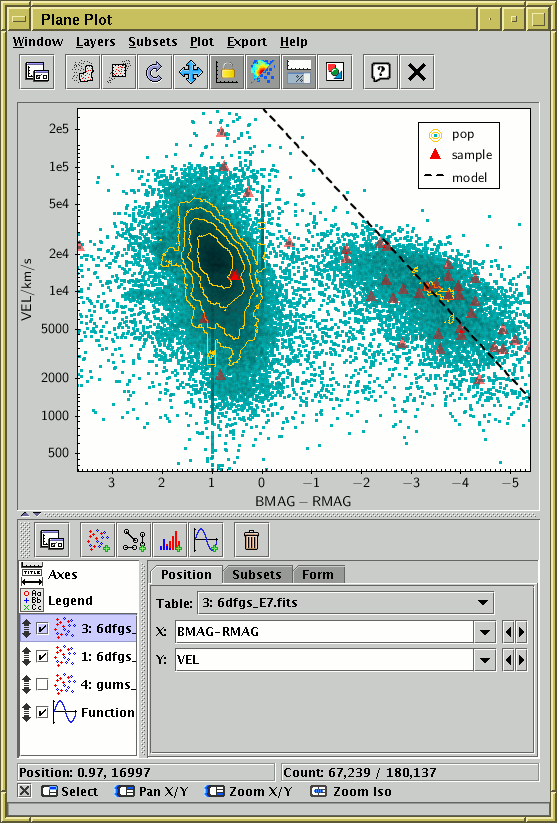 Plane Plot
Window Layers Subsets Plot Export Help
pop
sample
model
2e5
1e5
5e4
2e4
1e4
5000
2000
1000
500
VEL/km/s
3 2 1 0 −1 −2 −3 −4 −5
BMAG − RMAG
Axes
Legend
3: 6dfgs_
1: 6dfgs_
4: gums_
Function
Position Subsets Form
Table: 3: 6dfgs_E7.fits
X: BMAG-RMAG
Y: VEL
Position: 0.97, 16997 Count: 67,239 / 180,137
Select Pan X/Y Zoom X/Y Zoom Iso